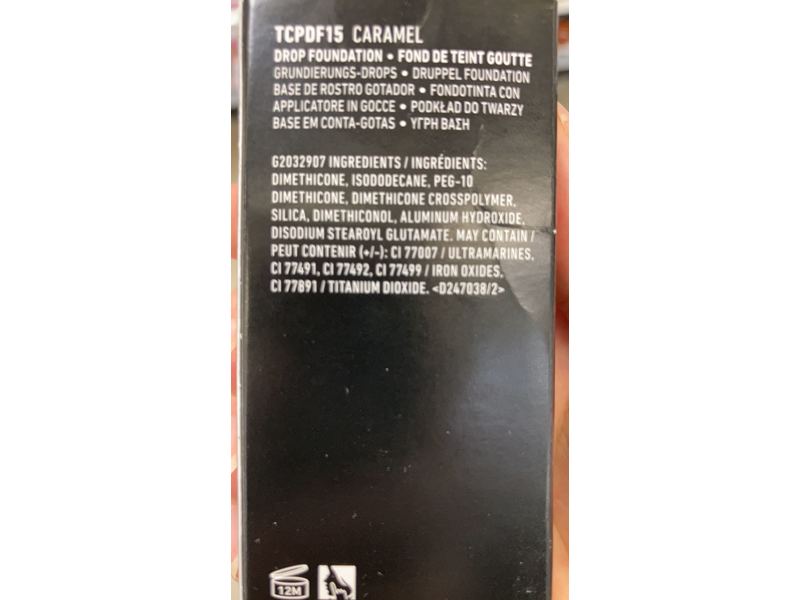 TCPDF15 CARAMEL
DROP FOUNDATION • FOND DE TEINT GOUTTE
GRUNDIERUNGS-DROPS • DRUPPEL FOUNDATION
BASE DE ROSTRO GOTADOR • FONDOTINTA CON
APPLICATORE IN GOCCE • PODKŁAD DO TWARZY
BASE EM CONTA-GOTAS • ΥΓΡΗ ΒΑΣΗ
G2032907 INGREDIENTS / INGRÉDIENTS:
DIMETHICONE, ISODODECANE, PEG-10
DIMETHICONE, DIMETHICONE CROSSPOLYMER,
SILICA, DIMETHICONOL, ALUMINUM HYDROXIDE,
DISODIUM STEAROYL GLUTAMATE. MAY CONTAIN /
PEUT CONTENIR (+/-): CI 77007 / ULTRAMARINES,
CI 77491, CI 77492, CI 77499 / IRON OXIDES,
CI 77891 / TITANIUM DIOXIDE. <D247038/2>
12M